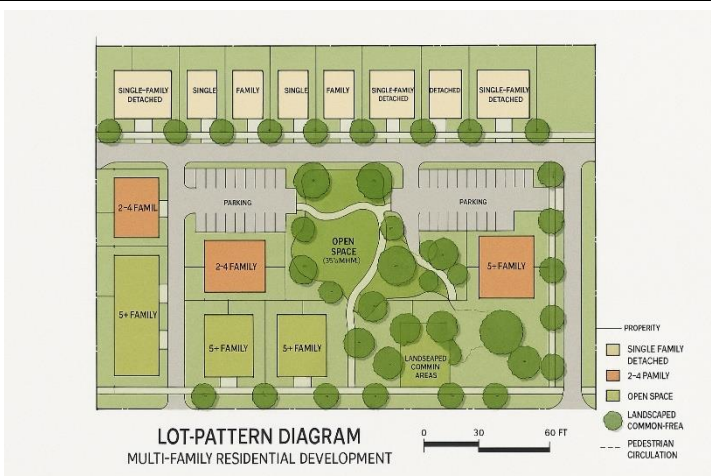 SINGLE-FAMILY
DETACHED
SINGLE
FAMILY
SINGLE
FAMILY
SINGLE-FAMILY
DETACHED
DETACHED
SINGLE-FAMILY
DETACHED
PARKING
PARKING
2-4 FAMIL
OPEN
SPACE
2-4 FAMILY
5+ FAMILY
5+ FAMILY
5+ FAMILY
5+ FAMILY
LANDSEAPED
COMMIN
AREAS
PROPERITY
SINGLE FAMILY
DETACHED
2-4 FAMILY
OPEN SPACE
LANDSCAPED
COMMON-FREA
PEDESTRIAN
CIRCULATION
LOT-PATTERN DIAGRAM
MULTI-FAMILY RESIDENTIAL DEVELOPMENT
0 30 60 FT